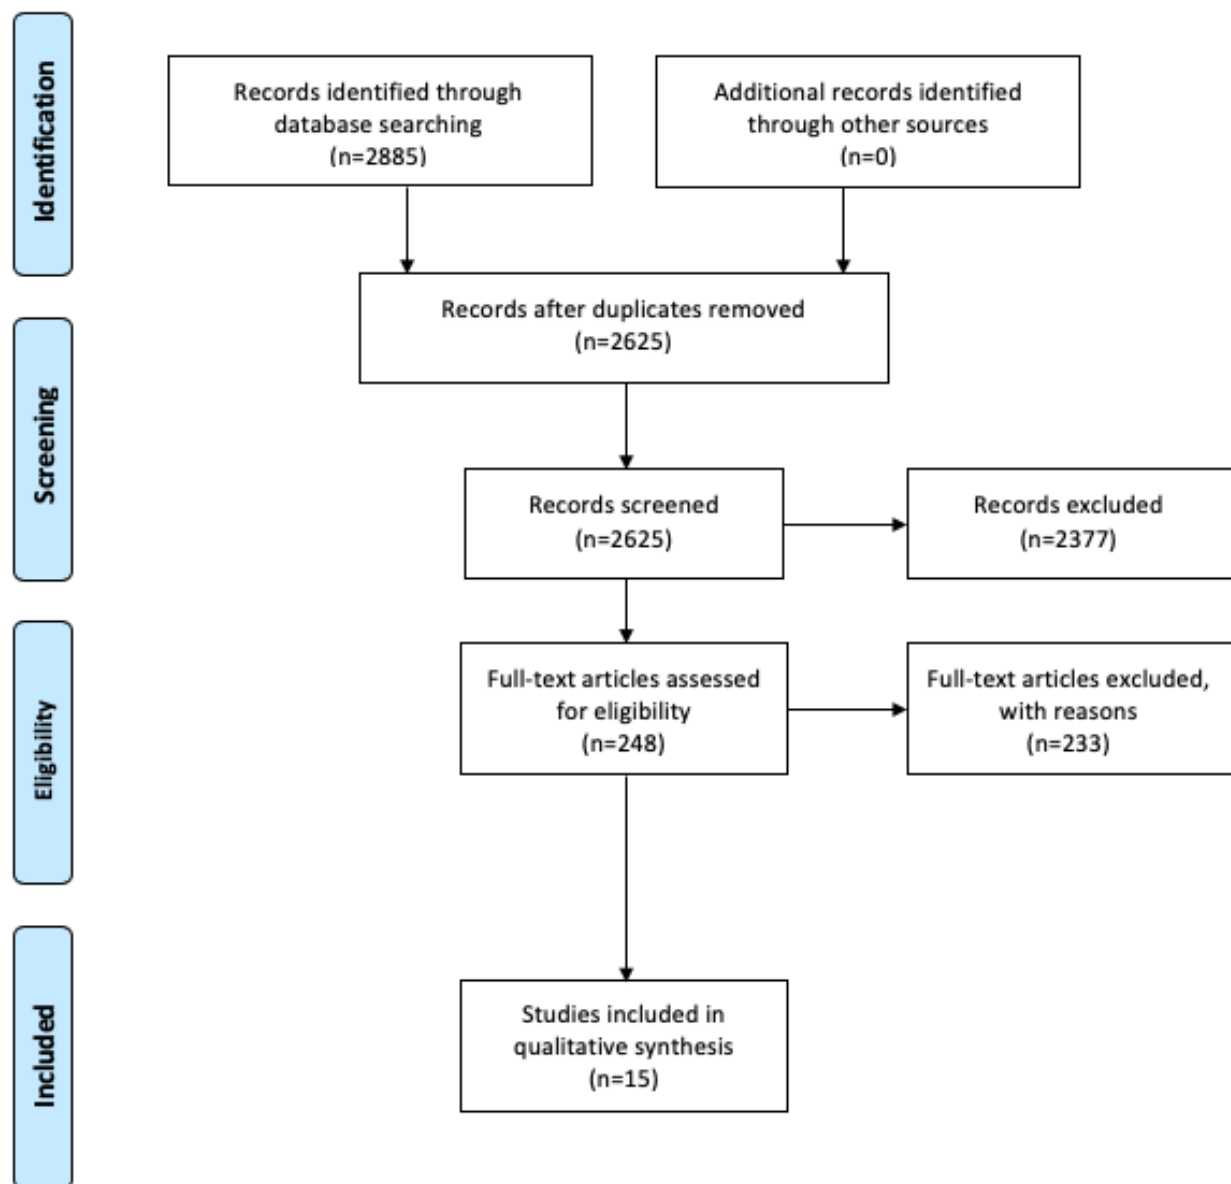 Identification
Records identified through
database searching
(n=2885)
Additional records identified
through other sources
(n=0)
Records after duplicates removed
(n=2625)
Screening
Records screened
(n=2625)
Records excluded
(n=2377)
Eligibility
Full-text articles assessed
for eligibility
(n=248)
Full-text articles excluded,
with reasons
(n=233)
Included
Studies included in
qualitative synthesis
(n=15)